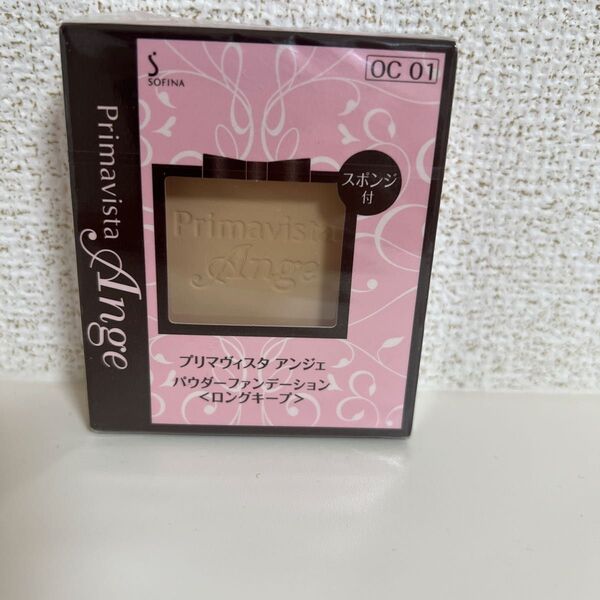 SOFINA
OC 01
Primavista Ange
スポンジ
付
Primavista
Ange
プリマヴィスタ アンジェ
パウダーファンデーション
<ロングキープ>